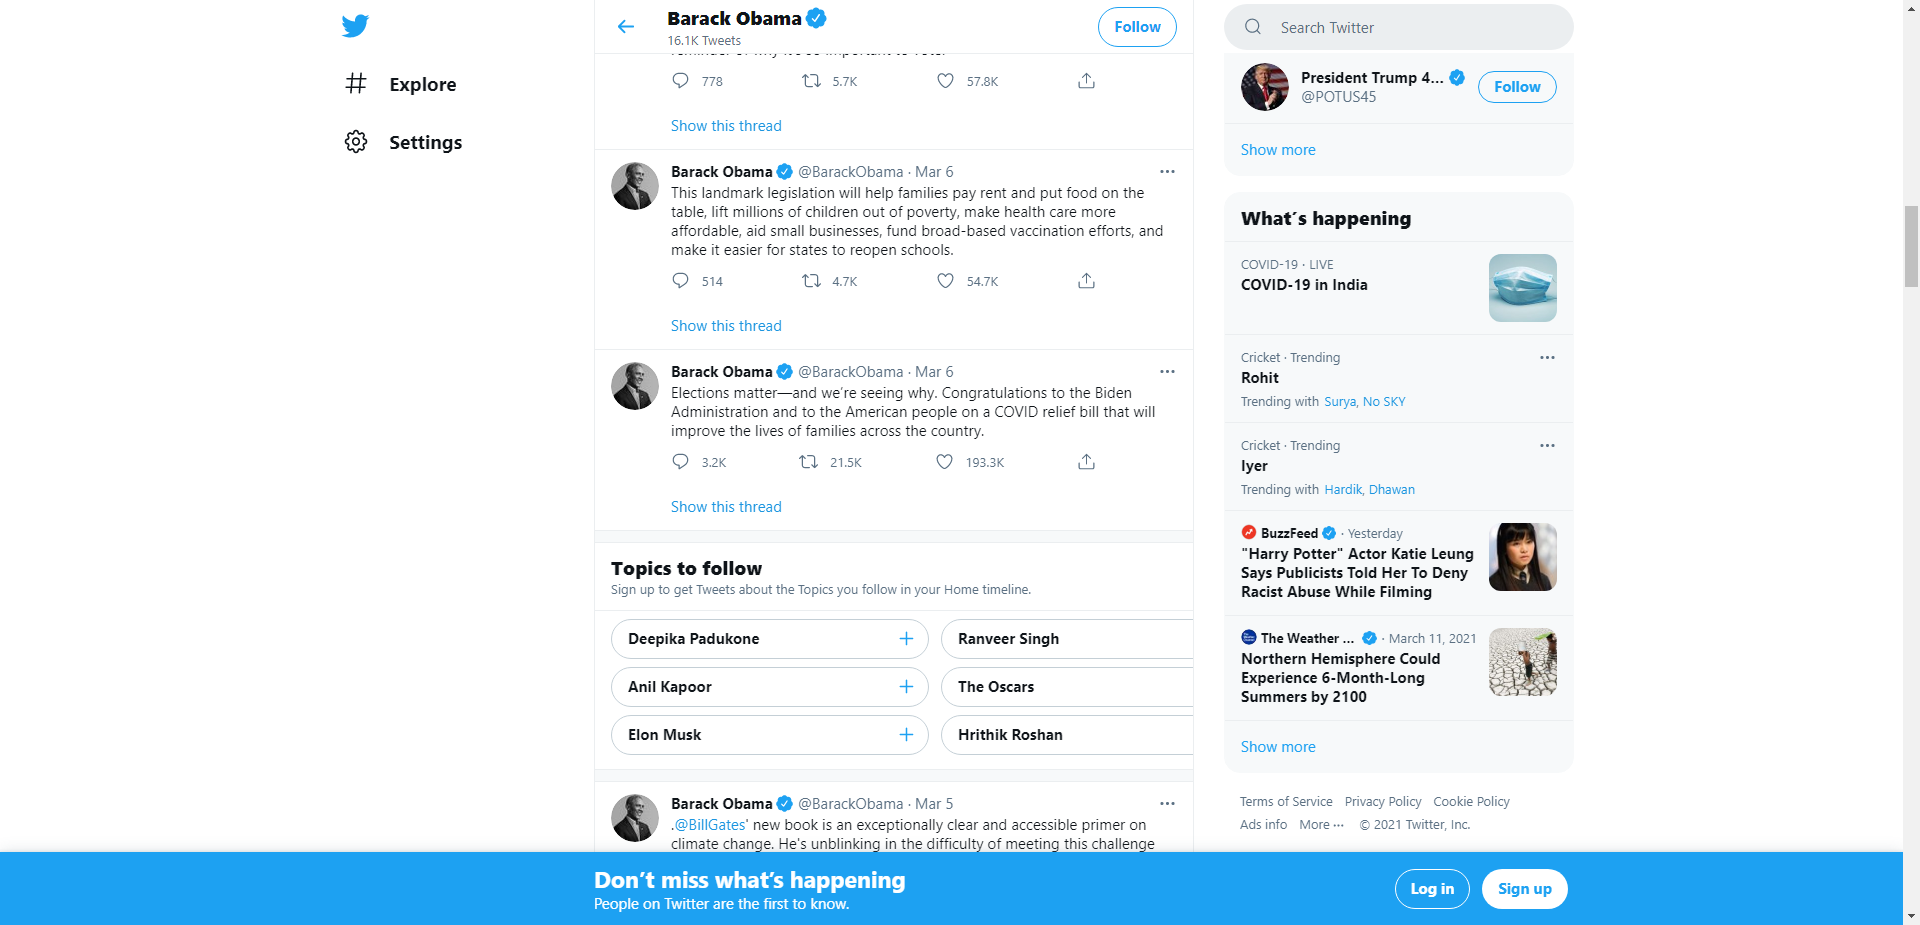 Explore
Settings
Barack Obama
16.1K Tweets
Follow
reminder of why it's so important to vote.
778 5.7K 57.8K
Show this thread
Barack Obama @BarackObama · Mar 6
This landmark legislation will help families pay rent and put food on the
table, lift millions of children out of poverty, make health care more
affordable, aid small businesses, fund broad-based vaccination efforts, and
make it easier for states to reopen schools.
514 4.7K 54.7K
Show this thread
Barack Obama @BarackObama · Mar 6
Elections matter—and we’re seeing why. Congratulations to the Biden
Administration and to the American people on a COVID relief bill that will
improve the lives of families across the country.
3.2K 21.5K 193.3K
Show this thread
Topics to follow
Sign up to get Tweets about the Topics you follow in your Home timeline.
Deepika Padukone Ranveer Singh
Anil Kapoor The Oscars
Elon Musk Hrithik Roshan
Barack Obama @BarackObama · Mar 5
.@BillGates' new book is an exceptionally clear and accessible primer on
climate change. He's unblinking in the difficulty of meeting this challenge
Search Twitter
President Trump 4...
@POTUS45
Follow
Show more
What’s happening
COVID-19 · LIVE
COVID-19 in India
Cricket · Trending
Rohit
Trending with Surya, No SKY
Cricket · Trending
Iyer
Trending with Hardik, Dhawan
BuzzFeed · Yesterday
"Harry Potter" Actor Katie Leung
Says Publicists Told Her To Deny
Racist Abuse While Filming
The Weather ... · March 11, 2021
Northern Hemisphere Could
Experience 6-Month-Long
Summers by 2100
Show more
Terms of Service Privacy Policy Cookie Policy
Ads info More ··· © 2021 Twitter, Inc.
Don’t miss what’s happening
People on Twitter are the first to know.
Log in Sign up